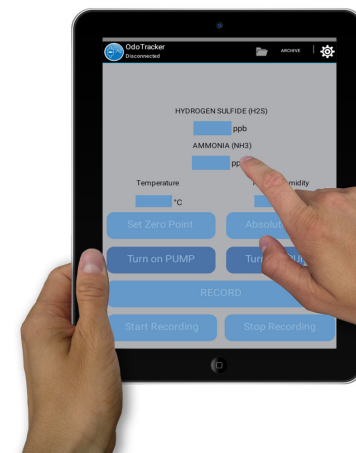 OdoTracker
Disconnected
ARCHIVE
HYDROGEN SULFIDE (H2S)
ppb
AMMONIA (NH3)
Temperature
°C
Set Zero Point
Turn on PUMP
RECORD
Start Recording
Stop Recording